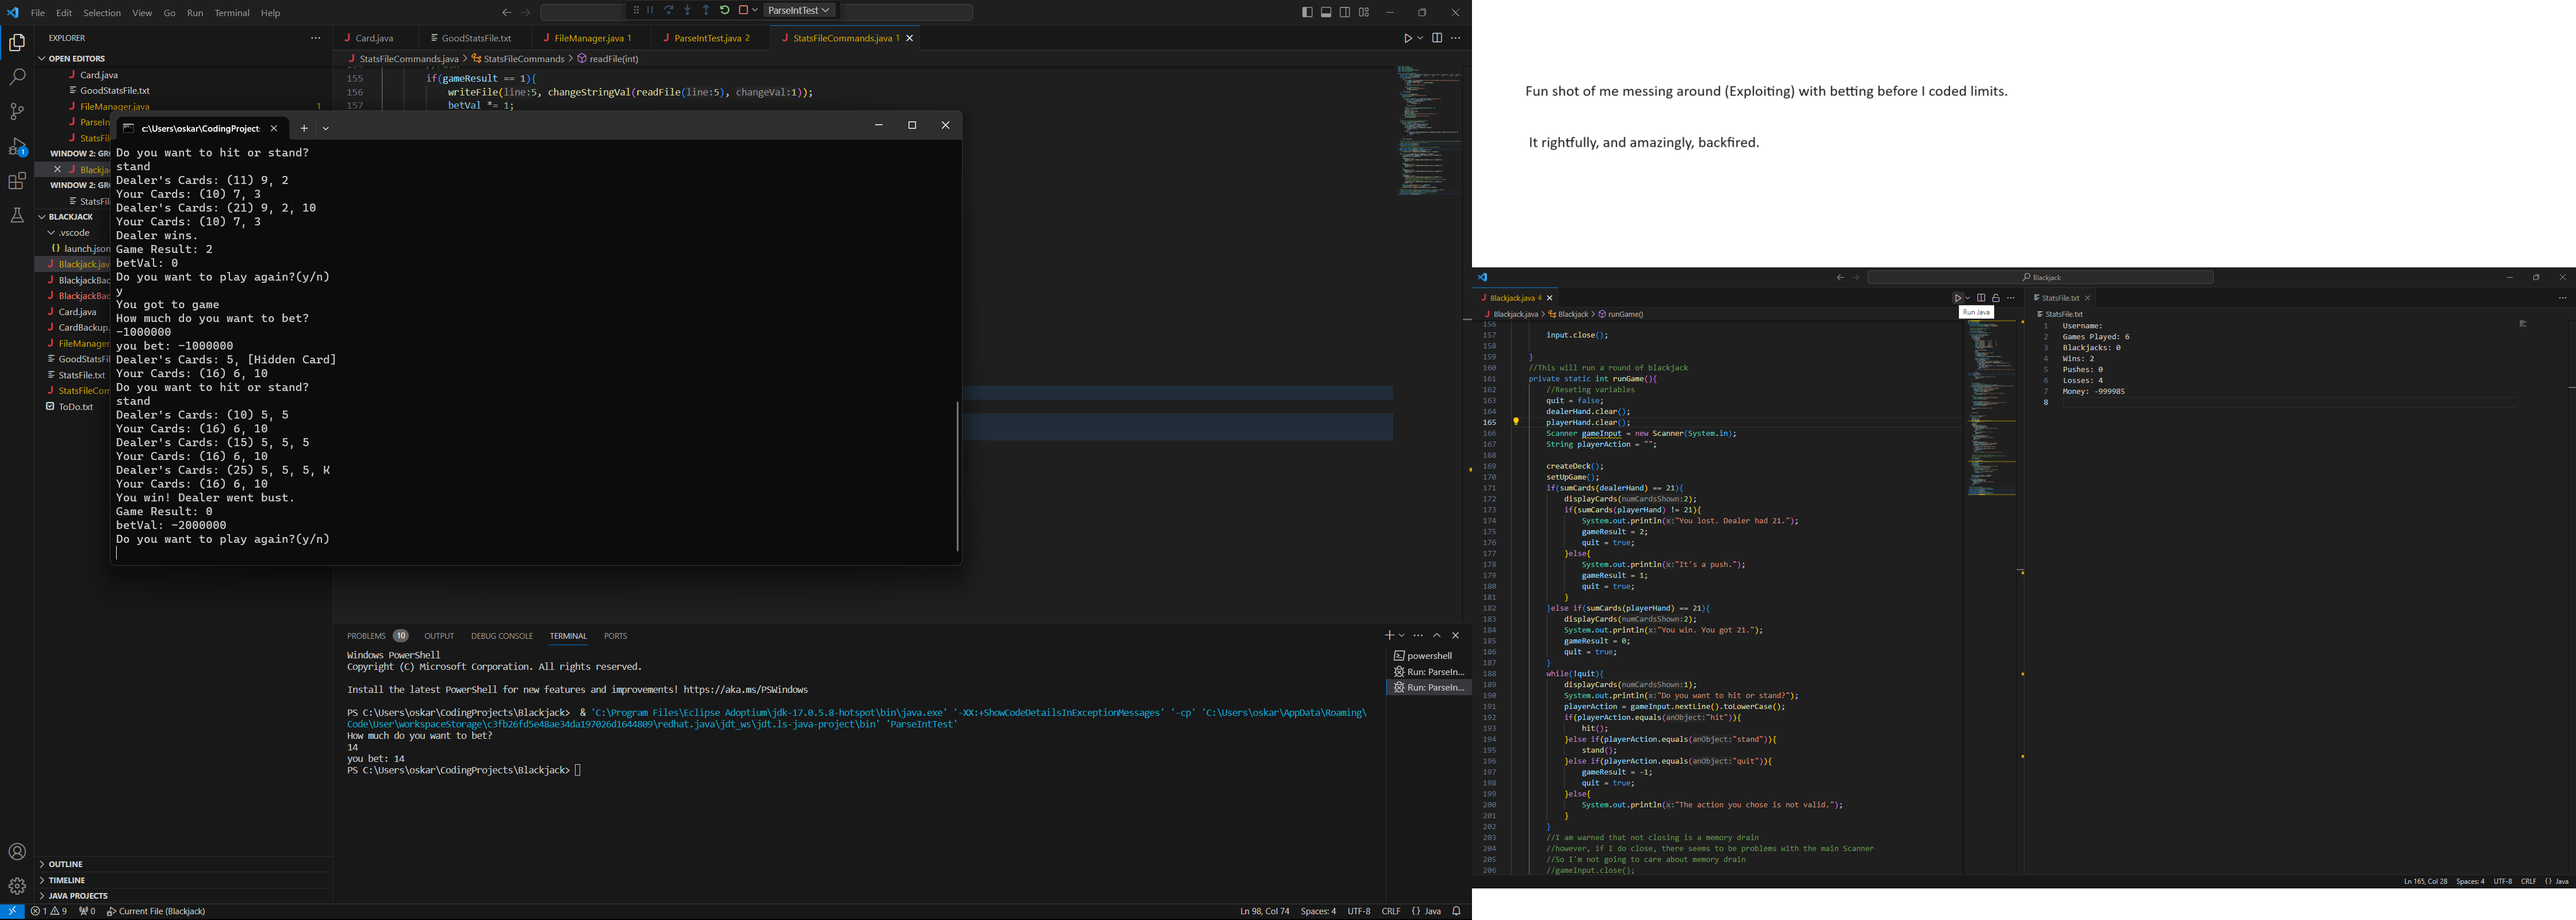 File Edit Selection View Go Run Terminal Help
ParseIntTest
EXPLORER
OPEN EDITORS
Card.java
GoodStatsFile.txt
FileManager.java 1
ParseIn
StatsFil
WINDOW 2: GR
Blackja
WINDOW 2: GR
StatsFil
BLACKJACK
.vscode
launch.json
Blackjack.jav
BlackjackBac
BlackjackBac
Card.java
CardBackup.
FileManager
GoodStatsFil
StatsFile.txt
StatsFileCom
ToDo.txt
OUTLINE
TIMELINE
JAVA PROJECTS
Card.java GoodStatsFile.txt FileManager.java 1 ParseIntTest.java 2 StatsFileCommands.java 1
StatsFileCommands.java > StatsFileCommands > readFile(int)
155 if(gameResult == 1){
156 writeFile(line:5, changeStringVal(readFile(line:5), changeVal:1));
157 betVal *= 1;
c:\Users\oskar\CodingProject:
Do you want to hit or stand?
stand
Dealer's Cards: (11) 9, 2
Your Cards: (10) 7, 3
Dealer's Cards: (21) 9, 2, 10
Your Cards: (10) 7, 3
Dealer wins.
Game Result: 2
betVal: 0
Do you want to play again?(y/n)
y
You got to game
How much do you want to bet?
-1000000
you bet: -1000000
Dealer's Cards: 5, [Hidden Card]
Your Cards: (16) 6, 10
Do you want to hit or stand?
stand
Dealer's Cards: (10) 5, 5
Your Cards: (16) 6, 10
Dealer's Cards: (15) 5, 5, 5
Your Cards: (16) 6, 10
Dealer's Cards: (25) 5, 5, 5, K
Your Cards: (16) 6, 10
You win! Dealer went bust.
Game Result: 0
betVal: -2000000
Do you want to play again?(y/n)
PROBLEMS 10 OUTPUT DEBUG CONSOLE TERMINAL PORTS
Windows PowerShell
Copyright (C) Microsoft Corporation. All rights reserved.
Install the latest PowerShell for new features and improvements! https://aka.ms/PSWindows
PS C:\Users\oskar\CodingProjects\Blackjack>  & 'C:\Program Files\Eclipse Adoptium\jdk-17.0.5.8-hotspot\bin\java.exe' '-XX:+ShowCodeDetailsInExceptionMessages' '-cp' 'C:\Users\oskar\AppData\Roaming\
Code\User\workspaceStorage\c3fb26fd5e48ae34da197026d1644809\redhat.java\jdt_ws\jdt.ls-java-project\bin' 'ParseIntTest'
How much do you want to bet?
14
you bet: 14
PS C:\Users\oskar\CodingProjects\Blackjack>
powershell
Run: ParseIn...
Run: ParseIn...
1 9 0 Current File (Blackjack) Ln 98, Col 74 Spaces: 4 UTF-8 CRLF {} Java
Fun shot of me messing around (Exploiting) with betting before I coded limits.
It rightfully, and amazingly, backfired.
Blackjack
Blackjack.java 4
Run Java
Blackjack.java > Blackjack > runGame()
156
157 input.close();
158
159 }
160 //This will run a round of blackjack
161 private static int runGame(){
162 //Reseting variables
163 quit = false;
164 dealerHand.clear();
165 playerHand.clear();
166 Scanner gameInput = new Scanner(System.in);
167 String playerAction = "";
168
169 createDeck();
170 setUpGame();
171 if(sumCards(dealerHand) == 21){
172 displayCards(numCardsShown:2);
173 if(sumCards(playerHand) != 21){
174 System.out.println(x:"You lost. Dealer had 21.");
175 gameResult = 2;
176 quit = true;
177 }else{
178 System.out.println(x:"It's a push.");
179 gameResult = 1;
180 quit = true;
181 }
182 }else if(sumCards(playerHand) == 21){
183 displayCards(numCardsShown:2);
184 System.out.println(x:"You win. You got 21.");
185 gameResult = 0;
186 quit = true;
187 }
188 while(!quit){
189 displayCards(numCardsShown:1);
190 System.out.println(x:"Do you want to hit or stand?");
191 playerAction = gameInput.nextLine().toLowerCase();
192 if(playerAction.equals(anObject:"hit")){
193 hit();
194 }else if(playerAction.equals(anObject:"stand")){
195 stand();
196 }else if(playerAction.equals(anObject:"quit")){
197 gameResult = -1;
198 quit = true;
199 }else{
200 System.out.println(x:"The action you chose is not valid.");
201 }
202 }
203 //I am warned that not closing is a memory drain
204 //however, if I do close, there seems to be problems with the main Scanner
205 //So I'm not going to care about memory drain
206 //gameInput.close();
StatsFile.txt
StatsFile.txt
1 Username:
2 Games Played: 6
3 Blackjacks: 0
4 Wins: 2
5 Pushes: 0
6 Losses: 4
7 Money: -999985
8
Ln 165, Col 28 Spaces: 4 UTF-8 CRLF {} Java